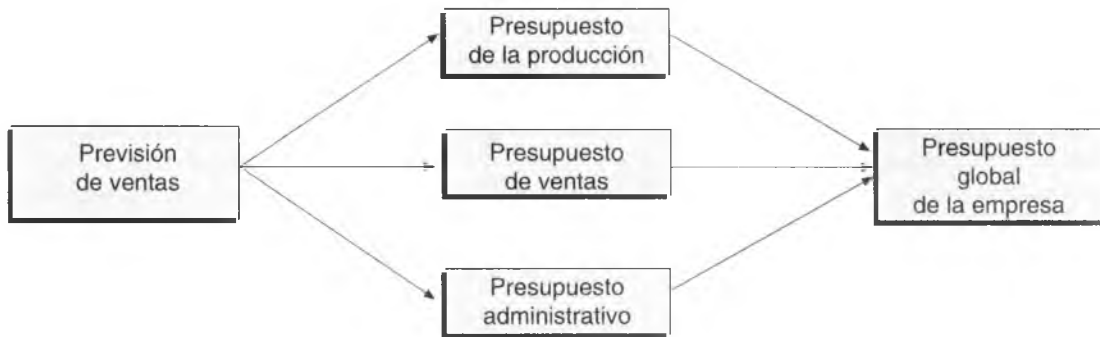 Presupuesto
de la producción
Previsión
de ventas
Presupuesto
de ventas
Presupuesto
global
de la empresa
Presupuesto
administrativo